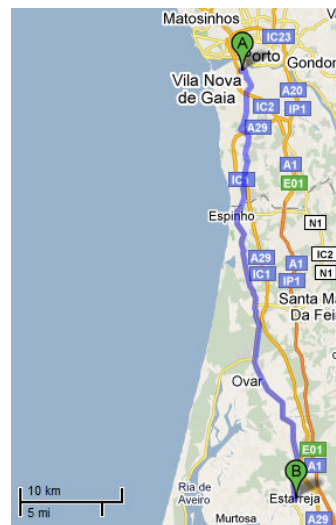 Matosinhos
IC23
A
Porto
Gondom
Vila Nova
de Gaia
A20
IC2
IP1
A29
A1
IC1
E01
Espinho
N1
A29
A1
IC2
IC1
IP1
N1
Santa Ma
Da Feir
Ovar
E01
B
A1
Ria de
Aveiro
Estarreja
Murtosa
A29
10 km
5 mi